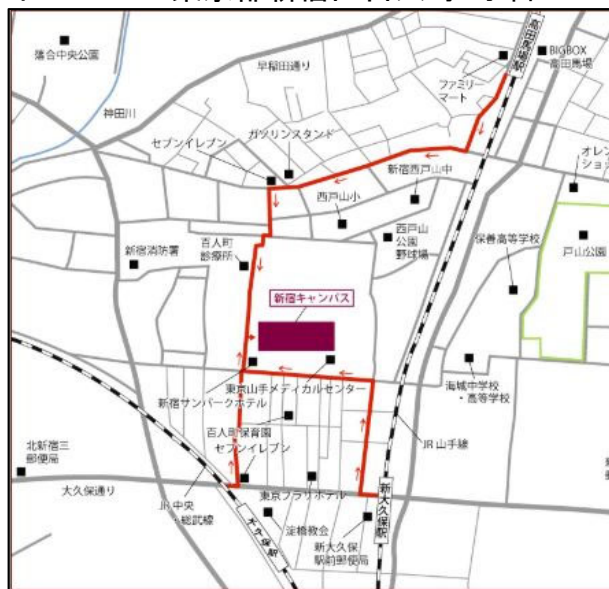 高田馬場駅
BIGBOX
高田馬場
落合中央公園
早稲田通り
ファミリー
マート
神田川
セブンイレブン
ガソリンスタンド
新宿西戸山中
オレン
ショ
西戸山小
百人町
診療所
西戸山
公園
野球場
保善高等学校
戸山公園
新宿消防署
新宿キャンパス
東京山手メディカルセンター
新宿サンパークホテル
海城中学校
・高等学校
百人町保育園
セブンイレブン
JR山手線
北新宿三
郵便局
大久保通り
東京プラザホテル
新大久保駅
JR中央
・総武線
大久保駅
淀橋教会
新大久保
駅前郵便局